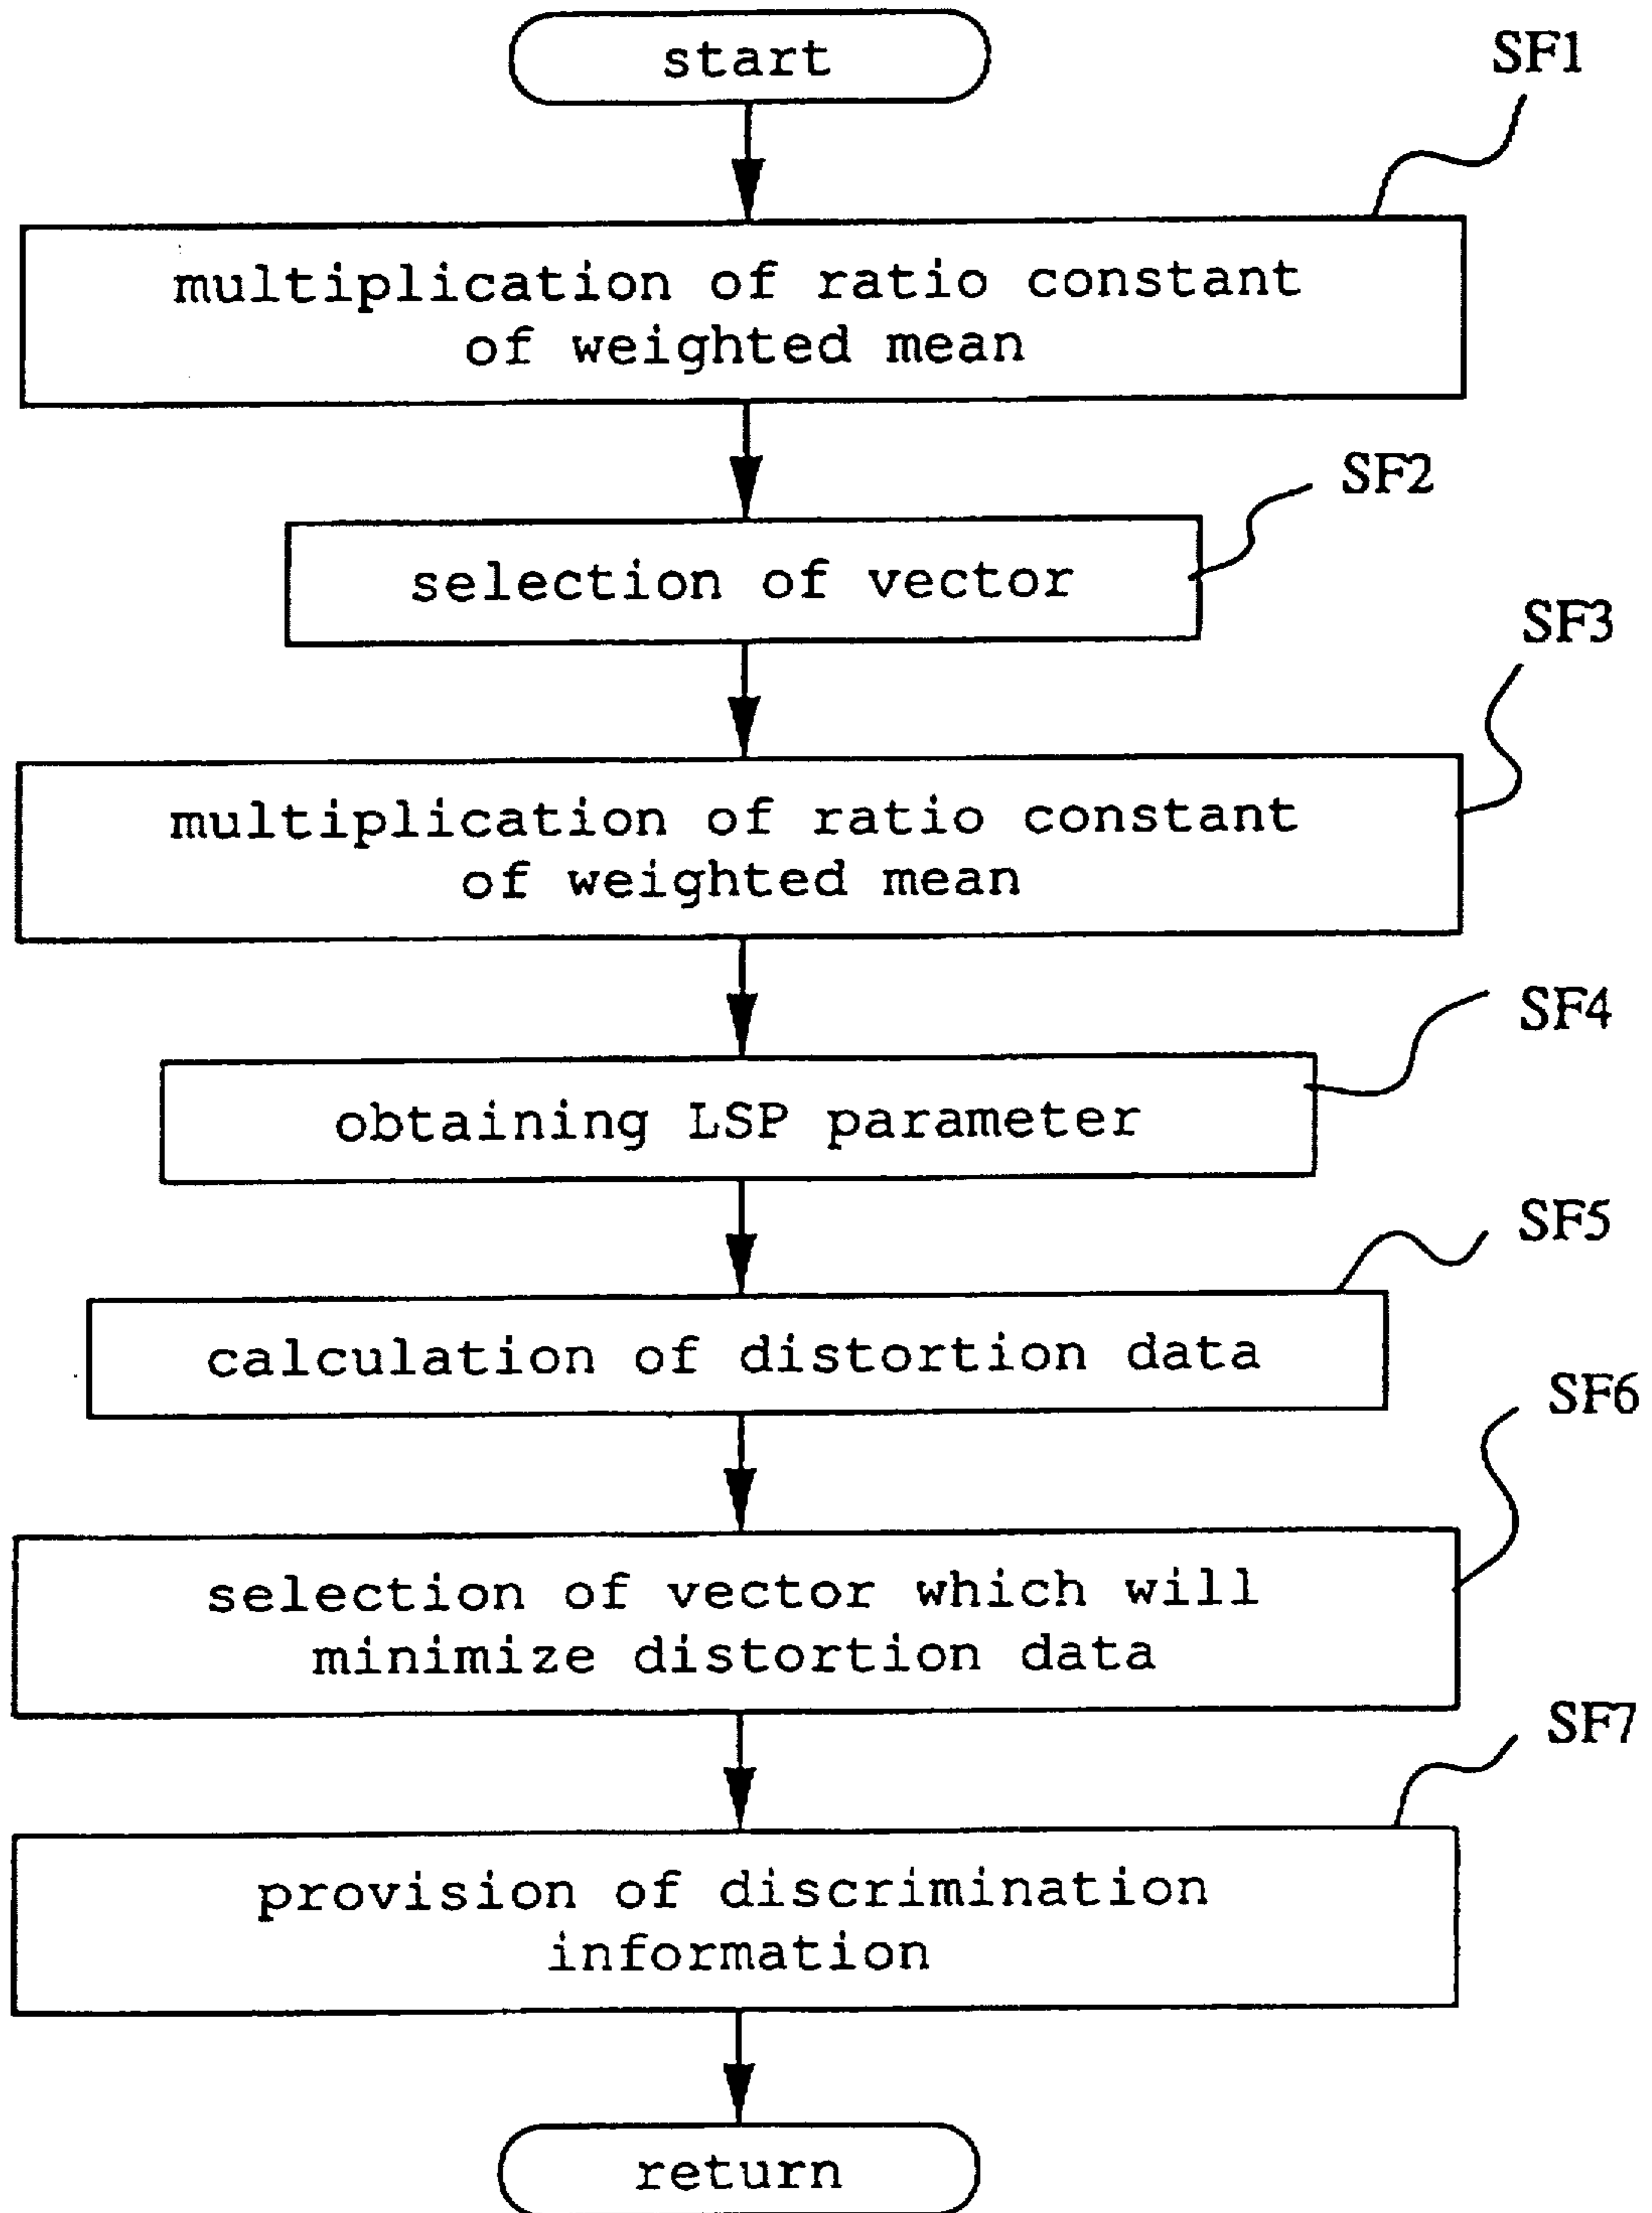 start
SF1
multiplication of ratio constant
of weighted mean
SF2
selection of vector
SF3
multiplication of ratio constant
of weighted mean
SF4
obtaining LSP parameter
SF5
calculation of distortion data
SF6
selection of vector which will
minimize distortion data
SF7
provision of discrimination
information
return